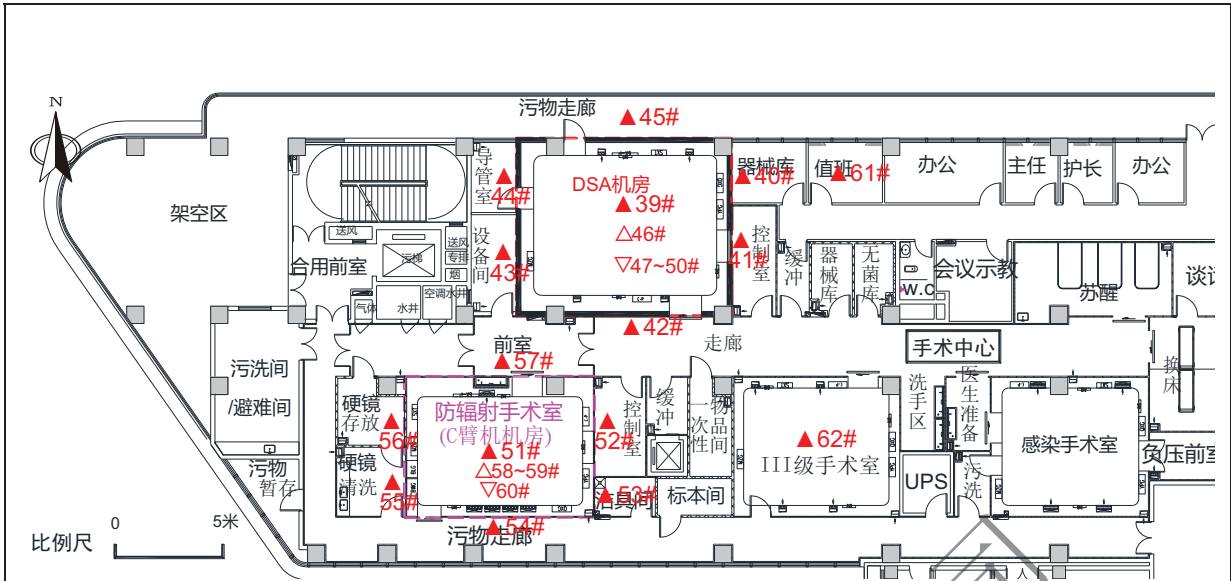 N
污物走廊
▲45#
导管室
▲44#
DSA机房
▲39#
△46#
▽47~50#
器械库
▲40#
值班
▲61#
办公
主任
护长
办公
架空区
送风
合用前室
污梯
送风
专排
烟
设备间
▲43#
气体
水井
空调水井
控制室
▲41#
缓冲
器械库
无菌库
W.C
会议示教
苏醒
谈话
▲42#
走廊
手术中心
前室
▲57#
污洗间
/避难间
硬镜
存放
▲56#
防辐射手术室
(C臂机机房)
▲51#
△58~59#
▽60#
控制室
▲52#
缓冲
一次性
物品间
▲62#
III级手术室
洗手区
医生准备
感染手术室
换床
负压前室
污物
暂存
硬镜
清洗
▲55#
洁具间
▲53#
标本间
UPS
污洗
▲54#
污物走廊
比例尺
0
5米